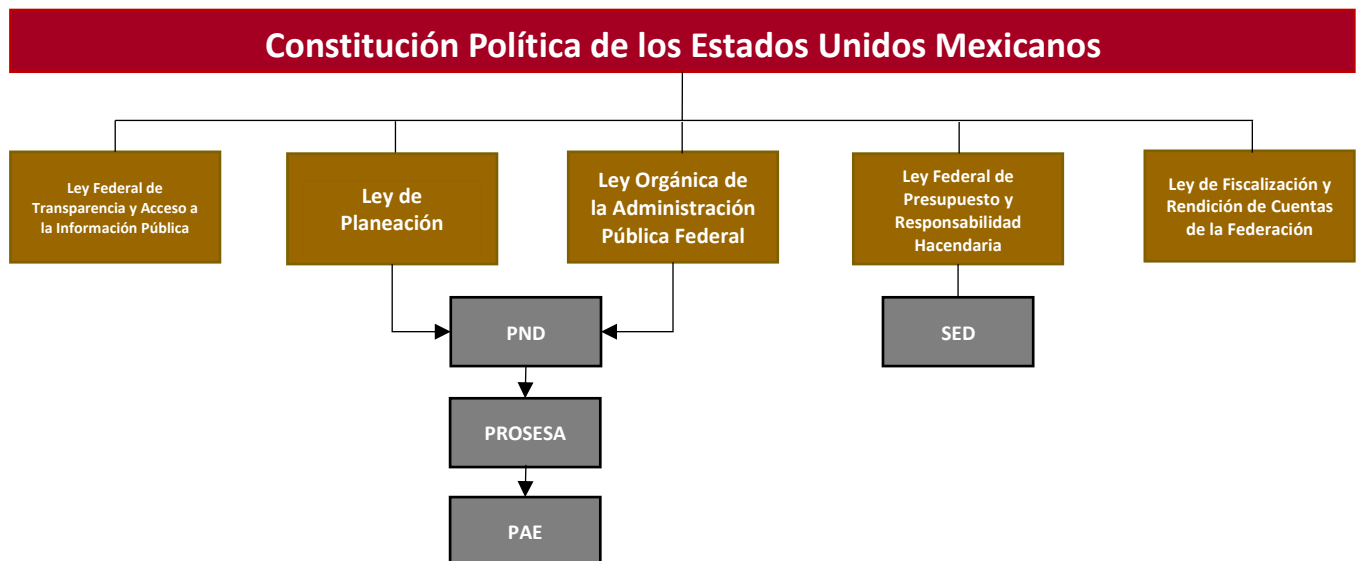 Constitución Política de los Estados Unidos Mexicanos
Ley Federal de
Transparencia y Acceso a
la Información Pública
Ley de
Planeación
Ley Orgánica de
la Administración
Pública Federal
Ley Federal de
Presupuesto y
Responsabilidad
Hacendaria
Ley de Fiscalización y
Rendición de Cuentas
de la Federación
PND
SED
PROSESA
PAE